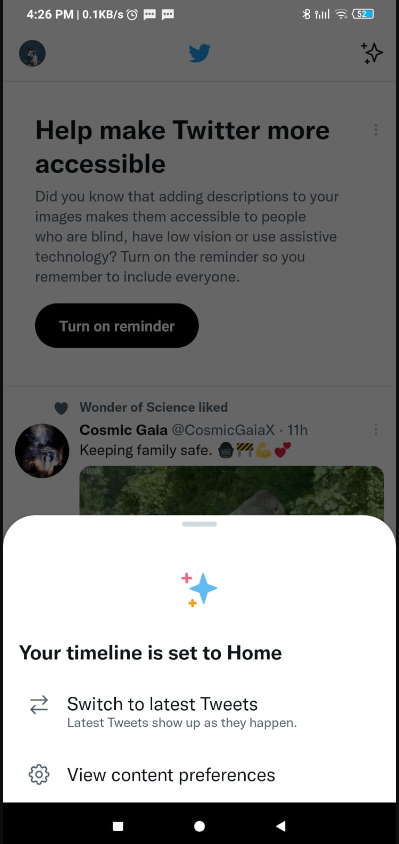 4:26 PM | 0.1KB/s
52
Help make Twitter more
accessible
Did you know that adding descriptions to your
images makes them accessible to people
who are blind, have low vision or use assistive
technology? Turn on the reminder so you
remember to include everyone.
Turn on reminder
Wonder of Science liked
Cosmic Gaia @CosmicGaiaX · 11h
Keeping family safe. 🦍🚧💪💕
Your timeline is set to Home
Switch to latest Tweets
Latest Tweets show up as they happen.
View content preferences